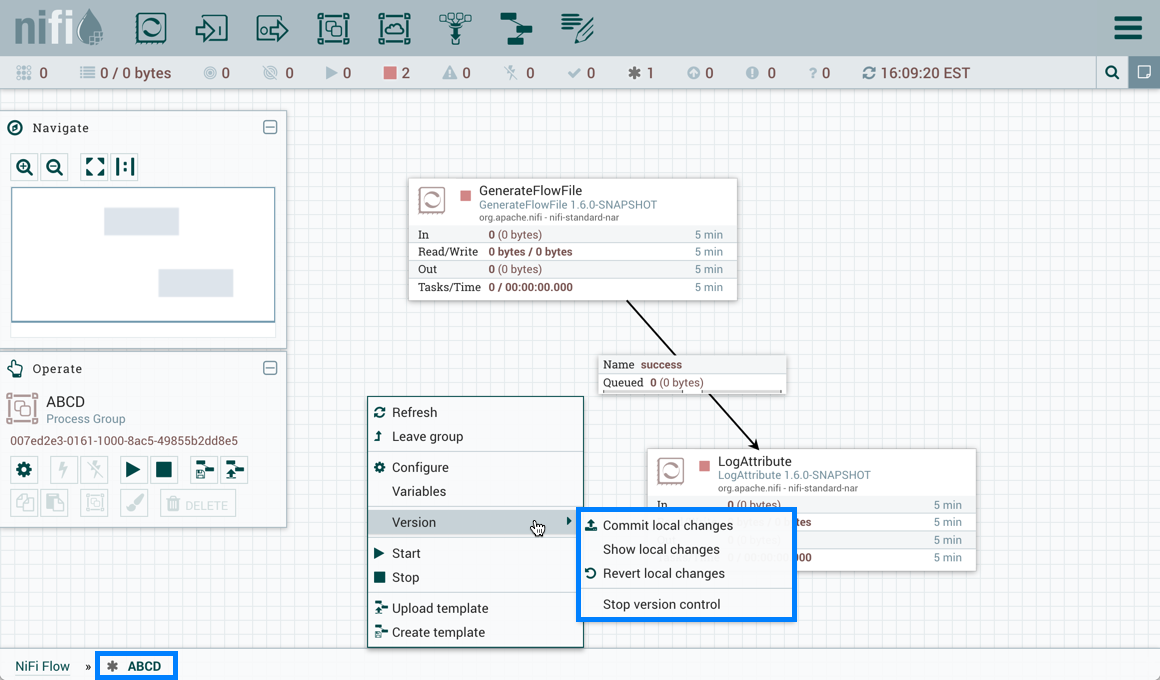 nifi
0 0 / 0 bytes 0 0 0 2 0 0 0 1 0 0 ? 0 16:09:20 EST
Navigate
Operate
ABCD
Process Group
007ed2e3-0161-1000-8ac5-49855b2dd8e5
DELETE
GenerateFlowFile
GenerateFlowFile 1.6.0-SNAPSHOT
org.apache.nifi - nifi-standard-nar
In 0 (0 bytes) 5 min
Read/Write 0 bytes / 0 bytes 5 min
Out 0 (0 bytes) 5 min
Tasks/Time 0 / 00:00:00.000 5 min
Name success
Queued 0 (0 bytes)
LogAttribute
LogAttribute 1.6.0-SNAPSHOT
org.apache.nifi - nifi-standard-nar
In 0 (0 bytes) 5 min
5 min
5 min
5 min
Refresh
Leave group
Configure
Variables
Version
Start
Stop
Upload template
Create template
Commit local changes
Show local changes
Revert local changes
Stop version control
NiFi Flow » ABCD